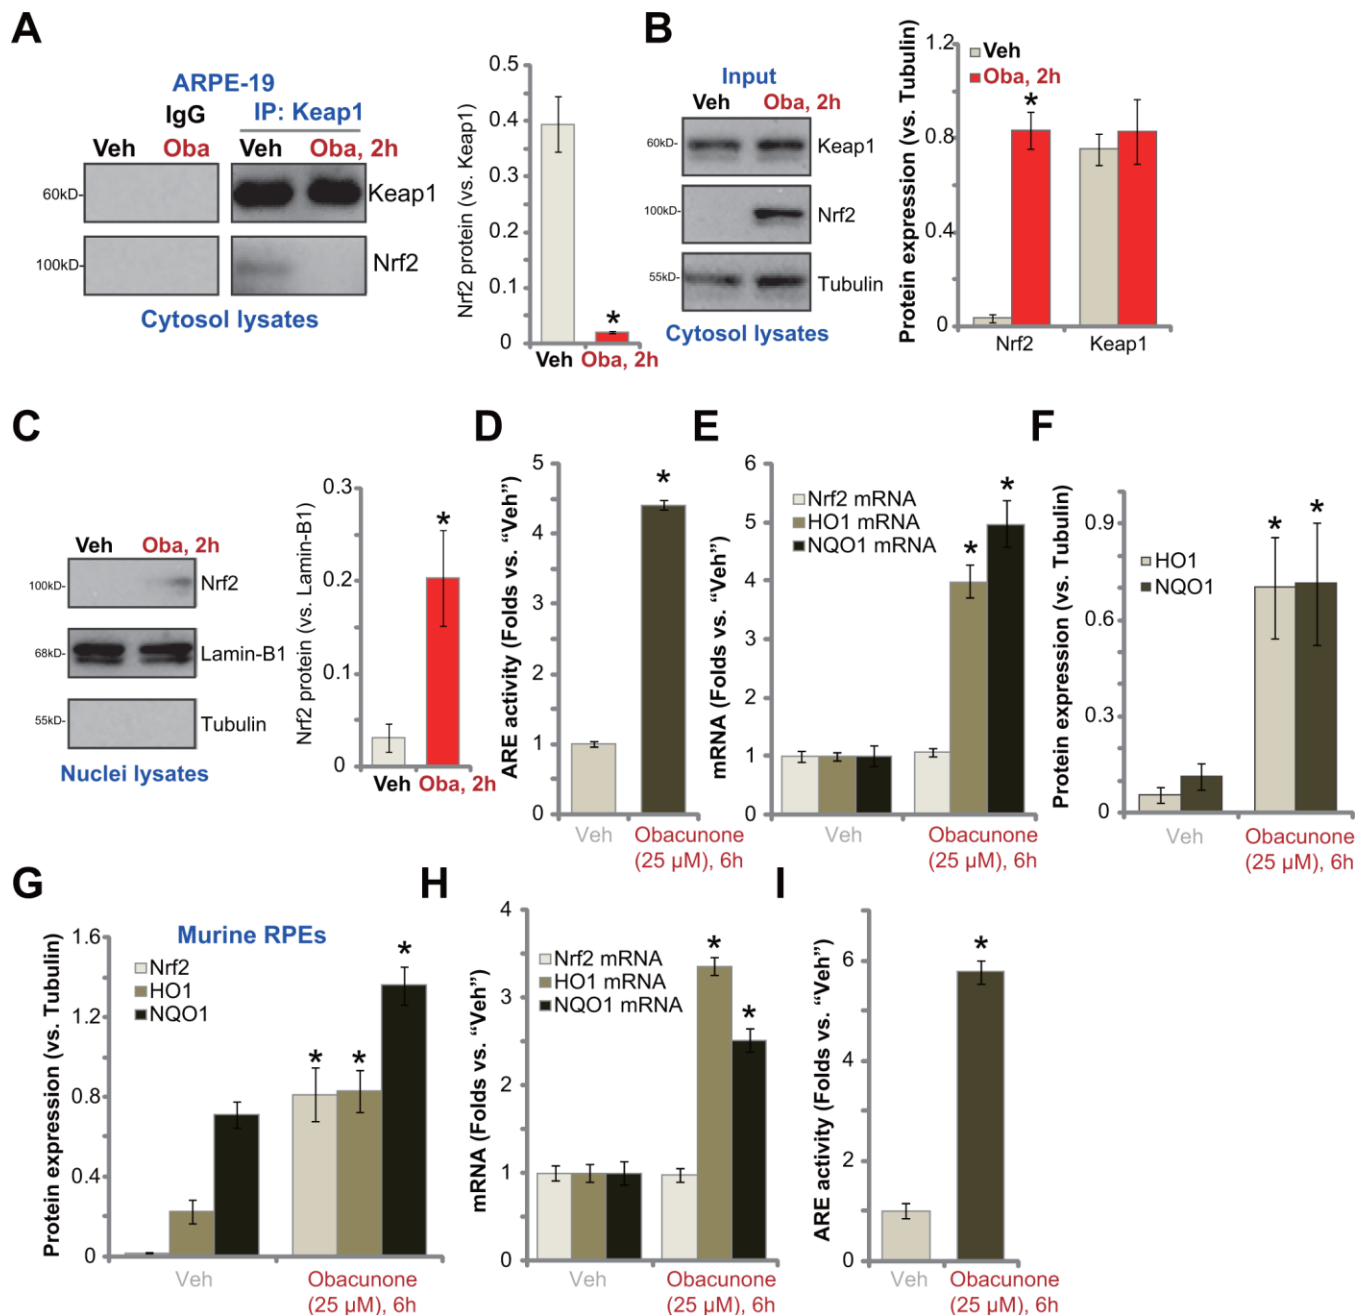 A
ARPE-19
IgG
IP: Keap1
Veh
Oba
Veh
Oba, 2h
60kD-
Keap1
100kD-
Nrf2
Cytosol lysates
Nrf2 protein (vs. Keap1)
0.5
0.4
0.3
0.2
0.1
0
*
Veh
Oba, 2h
B
Input
Veh
Oba, 2h
60kD-
Keap1
100kD-
Nrf2
55kD-
Tubulin
Cytosol lysates
Protein expression (vs. Tubulin)
1.2
0.8
0.4
0
Veh
Oba, 2h
*
Nrf2
Keap1
C
Veh
Oba, 2h
100kD-
Nrf2
68kD-
Lamin-B1
55kD-
Tubulin
Nuclei lysates
Nrf2 protein (vs. Lamin-B1)
0.3
0.2
0.1
0
*
Veh
Oba, 2h
D
ARE activity (Folds vs. “Veh”)
5
4
3
2
1
0
*
Veh
Obacunone
(25 µM), 6h
E
mRNA (Folds vs. “Veh”)
6
5
4
3
2
1
0
Nrf2 mRNA
HO1 mRNA
NQO1 mRNA
*
*
Veh
Obacunone
(25 µM), 6h
F
Protein expression (vs. Tubulin)
0.9
0.6
0.3
0
HO1
NQO1
*
*
Veh
Obacunone
(25 µM), 6h
G
Murine RPEs
Protein expression (vs. Tubulin)
1.6
1.2
0.8
0.4
0
Nrf2
HO1
NQO1
*
*
*
Veh
Obacunone
(25 µM), 6h
H
mRNA (Folds vs. “Veh”)
4
3
2
1
0
Nrf2 mRNA
HO1 mRNA
NQO1 mRNA
*
*
Veh
Obacunone
(25 µM), 6h
I
ARE activity (Folds vs. “Veh”)
6
4
2
0
*
Veh
Obacunone
(25 µM), 6h